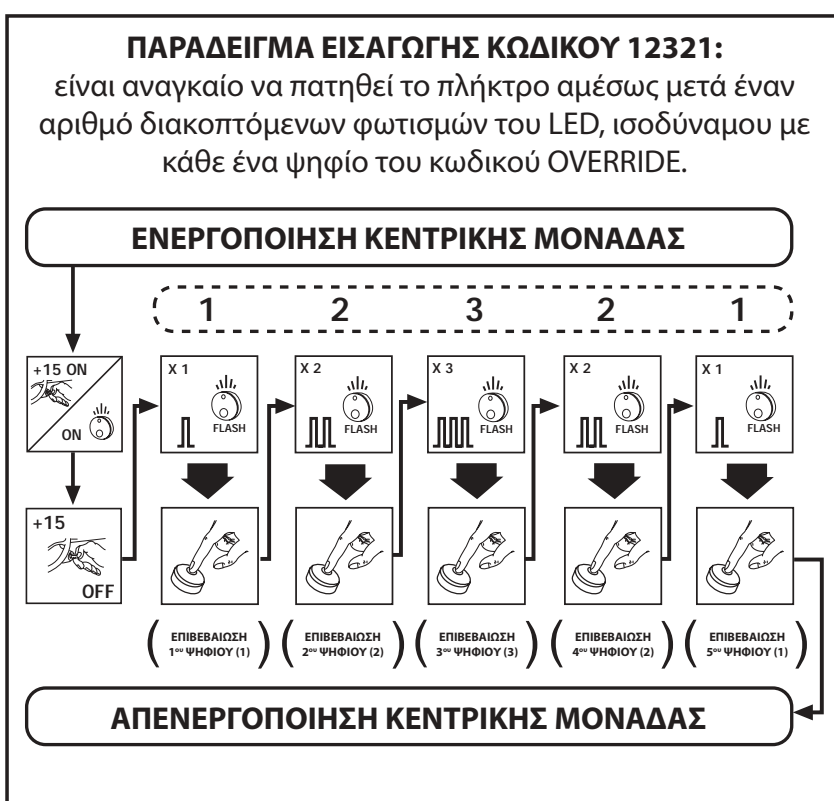 ΠΑΡΑΔΕΙΓΜΑ ΕΙΣΑΓΩΓΗΣ ΚΩΔΙΚΟΥ 12321:
είναι αναγκαίο να πατηθεί το πλήκτρο αμέσως μετά έναν
αριθμό διακοπτόμενων φωτισμών του LED, ισοδύναμου με
κάθε ένα ψηφίο του κωδικού OVERRIDE.
ΕΝΕΡΓΟΠΟΙΗΣΗ ΚΕΝΤΡΙΚΗΣ ΜΟΝΑΔΑΣ
1 2 3 2 1
+15 ON
ON
X 1
FLASH
X 2
FLASH
X 3
FLASH
X 2
FLASH
X 1
FLASH
+15
OFF
(ΕΠΙΒΕΒΑΙΩΣΗ
1ου ΨΗΦΙΟΥ (1))
(ΕΠΙΒΕΒΑΙΩΣΗ
2ου ΨΗΦΙΟΥ (2))
(ΕΠΙΒΕΒΑΙΩΣΗ
3ου ΨΗΦΙΟΥ (3))
(ΕΠΙΒΕΒΑΙΩΣΗ
4ου ΨΗΦΙΟΥ (2))
(ΕΠΙΒΕΒΑΙΩΣΗ
5ου ΨΗΦΙΟΥ (1))
ΑΠΕΝΕΡΓΟΠΟΙΗΣΗ ΚΕΝΤΡΙΚΗΣ ΜΟΝΑΔΑΣ